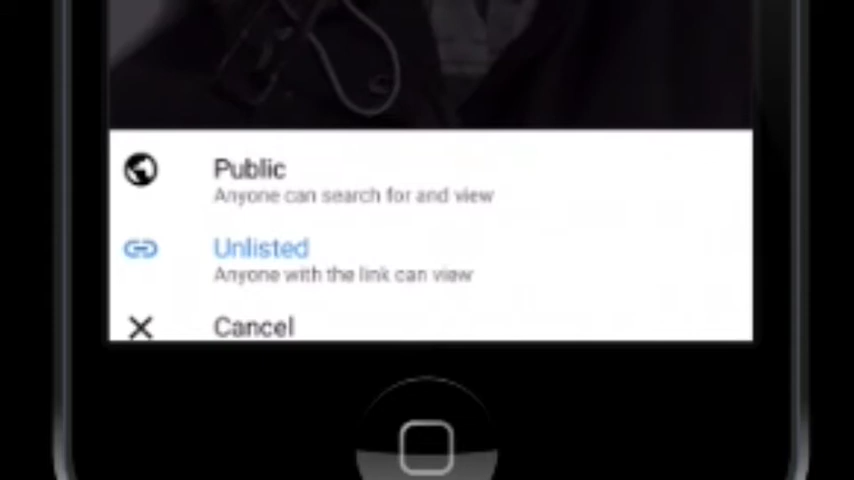 Public
Anyone can search for and view
Unlisted
Anyone with the link can view
Cancel